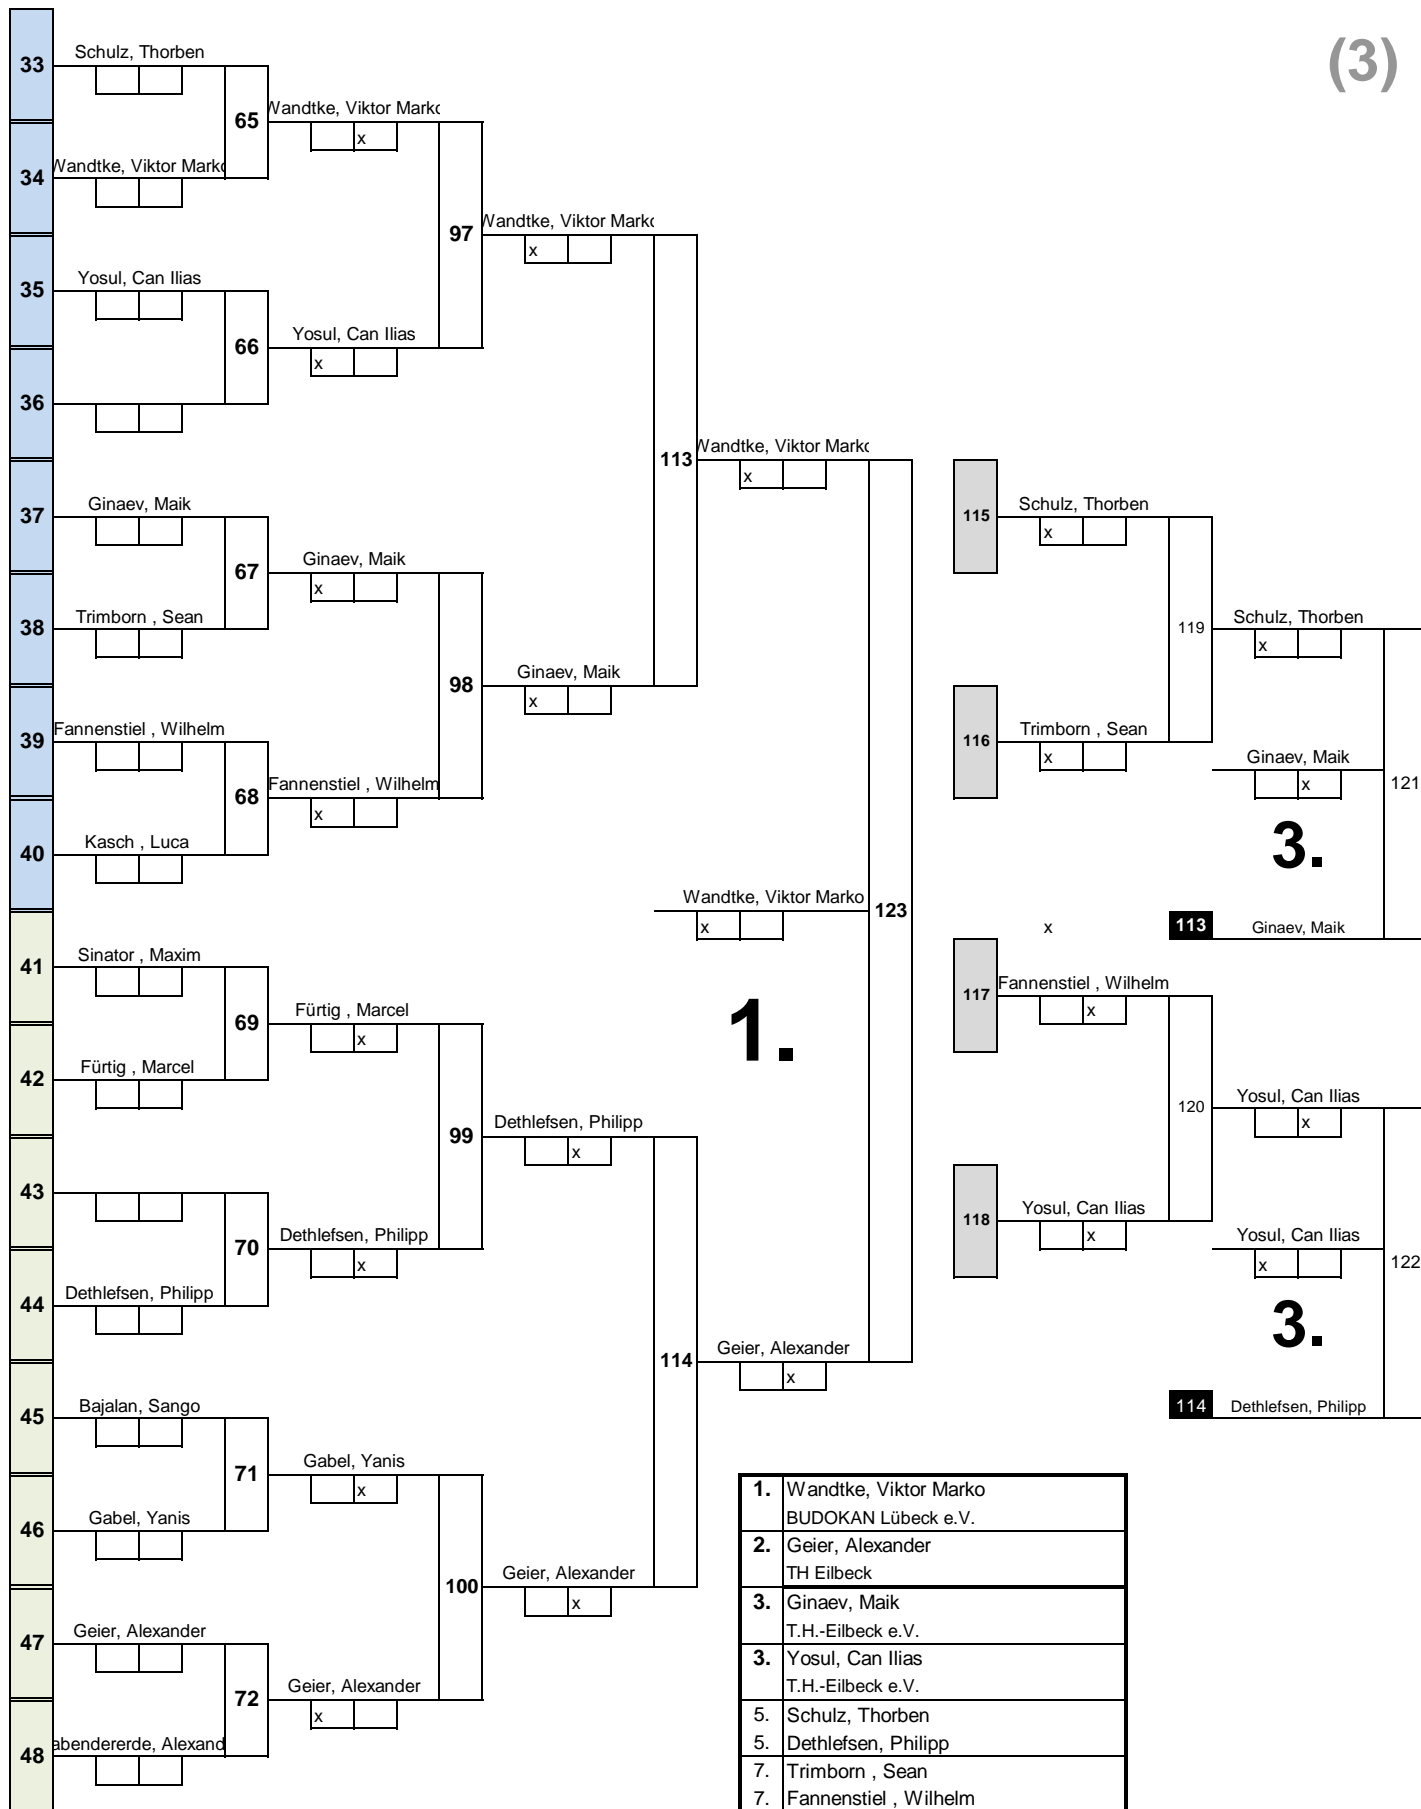 (3)
33
Schulz, Thorben
65
Wandtke, Viktor Marko
x
34
Wandtke, Viktor Marko
97
Wandtke, Viktor Marko
x
35
Yosul, Can Ilias
66
Yosul, Can Ilias
x
36
113
Wandtke, Viktor Marko
x
37
Ginaev, Maik
67
Ginaev, Maik
x
38
Trimborn , Sean
98
Ginaev, Maik
x
39
Fannenstiel , Wilhelm
68
Fannenstiel , Wilhelm
x
40
Kasch , Luca
Wandtke, Viktor Marko
x
123
1.
41
Sinator , Maxim
69
Fürtig , Marcel
x
42
Fürtig , Marcel
99
Dethlefsen, Philipp
x
43
70
Dethlefsen, Philipp
x
44
Dethlefsen, Philipp
114
Geier, Alexander
x
45
Bajalan, Sango
71
Gabel, Yanis
x
46
Gabel, Yanis
100
Geier, Alexander
x
47
Geier, Alexander
72
Geier, Alexander
x
48
abendererde, Alexand
115
Schulz, Thorben
x
119
Schulz, Thorben
x
116
Trimborn , Sean
x
Ginaev, Maik
x
121
3.
x
113
Ginaev, Maik
117
Fannenstiel , Wilhelm
x
120
Yosul, Can Ilias
x
118
Yosul, Can Ilias
x
Yosul, Can Ilias
x
122
3.
114
Dethlefsen, Philipp
1. Wandtke, Viktor Marko
BUDOKAN Lübeck e.V.
2. Geier, Alexander
TH Eilbeck
3. Ginaev, Maik
T.H.-Eilbeck e.V.
3. Yosul, Can Ilias
T.H.-Eilbeck e.V.
5. Schulz, Thorben
5. Dethlefsen, Philipp
7. Trimborn , Sean
7. Fannenstiel , Wilhelm